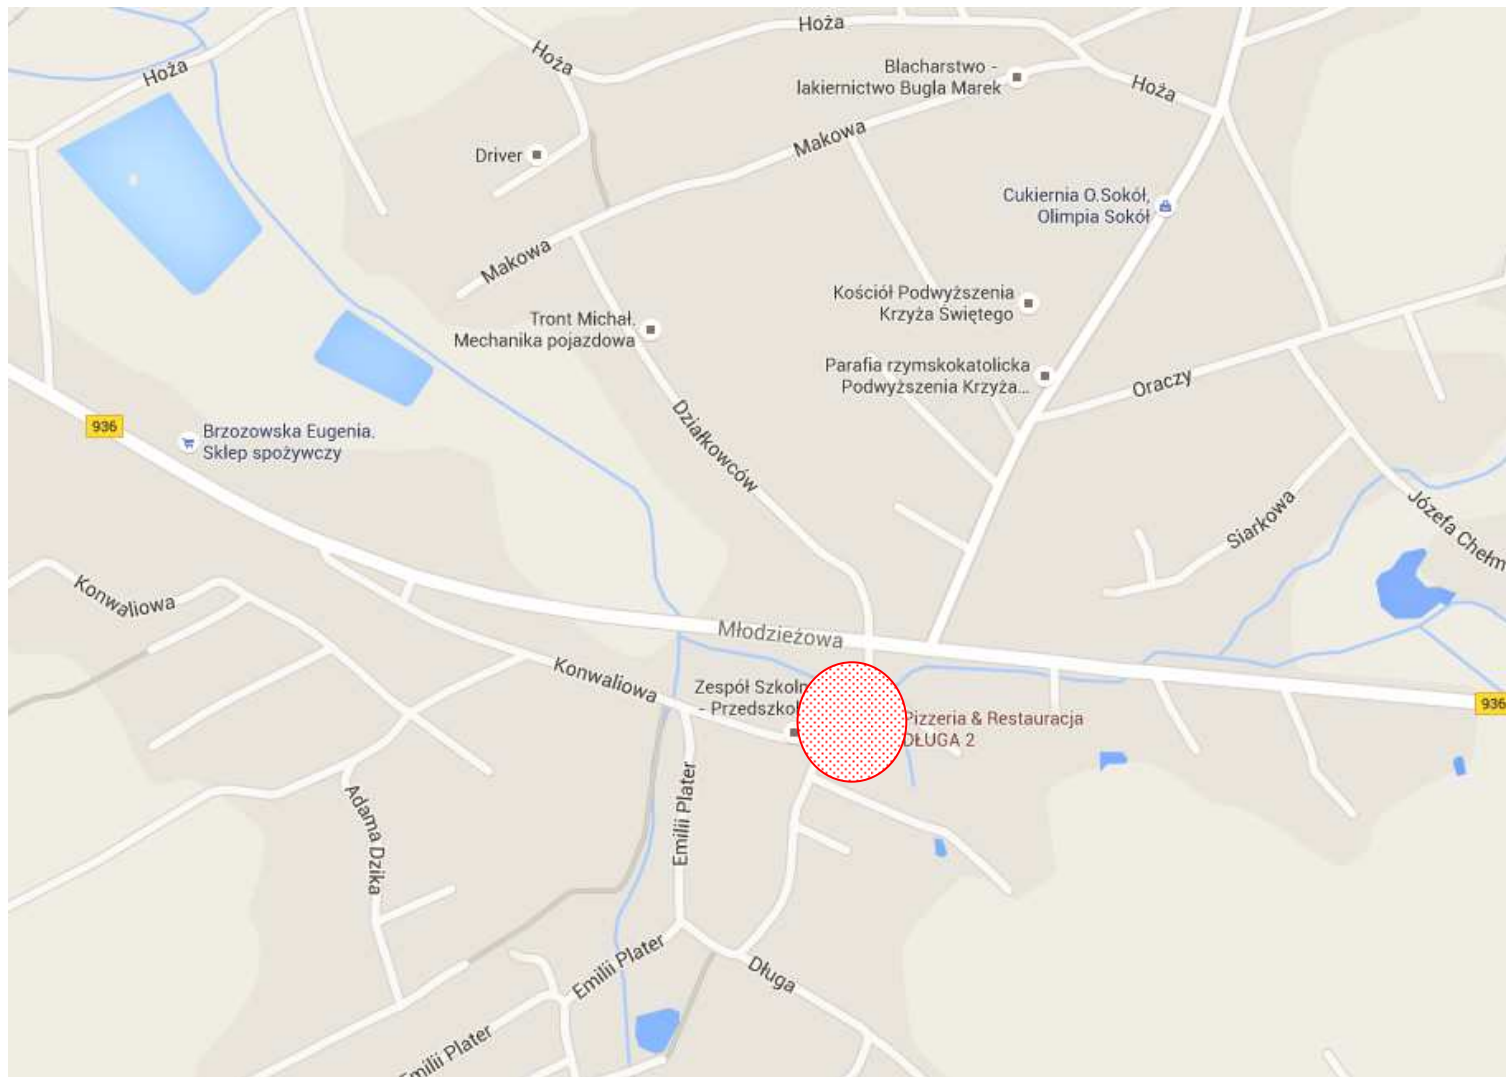 Hoża
Hoża
Hoża
Blacharstwo -
lakiernictwo Bugla Marek
Hoża
Makowa
Driver
Cukiernia O.Sokół,
Olimpia Sokół
Makowa
Kościół Podwyższenia
Krzyża Świętego
Tront Michał.
Mechanika pojazdowa
Parafia rzymskokatolicka
Podwyższenia Krzyża...
Oraczy
936
Brzozowska Eugenia.
Sklep spożywczy
Działkowców
Siarkowa
Józefa Chełm
Konwaliowa
Młodzieżowa
Konwaliowa
Zespół Szkoln
- Przedszkol
Pizzeria & Restauracja
DŁUGA 2
936
Adama Dzika
Emilii Plater
Emilii Plater
Długa
Emilii Plater